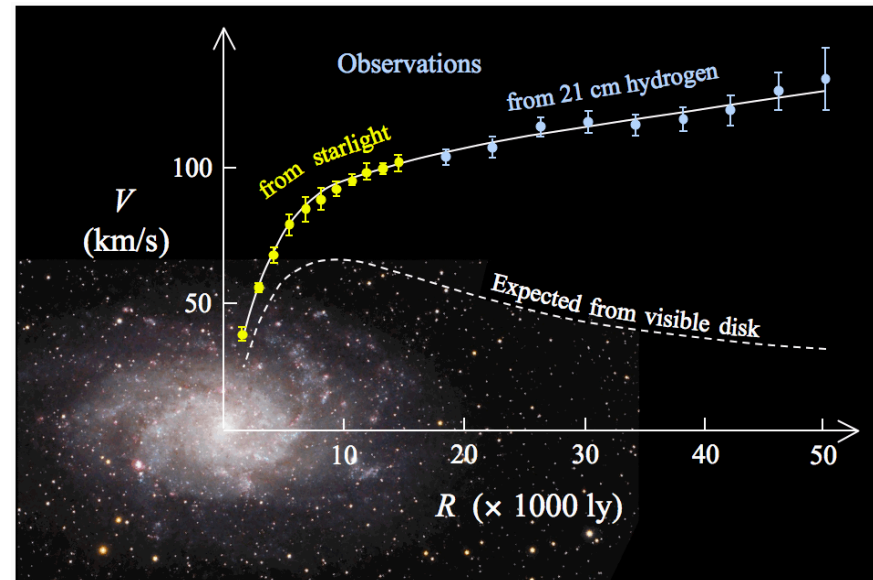 Observations
from 21 cm hydrogen
from starlight
100
V
(km/s)
50
Expected from visible disk
10
20
30
40
50
R (× 1000 ly)